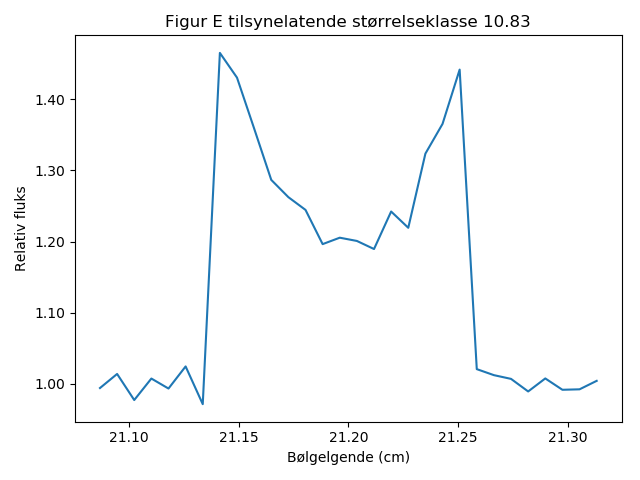 Figur E tilsynelatende størrelseklasse 10.83
Relativ fluks
1.40
1.30
1.20
1.10
1.00
21.10 21.15 21.20 21.25 21.30
Bølgelgende (cm)